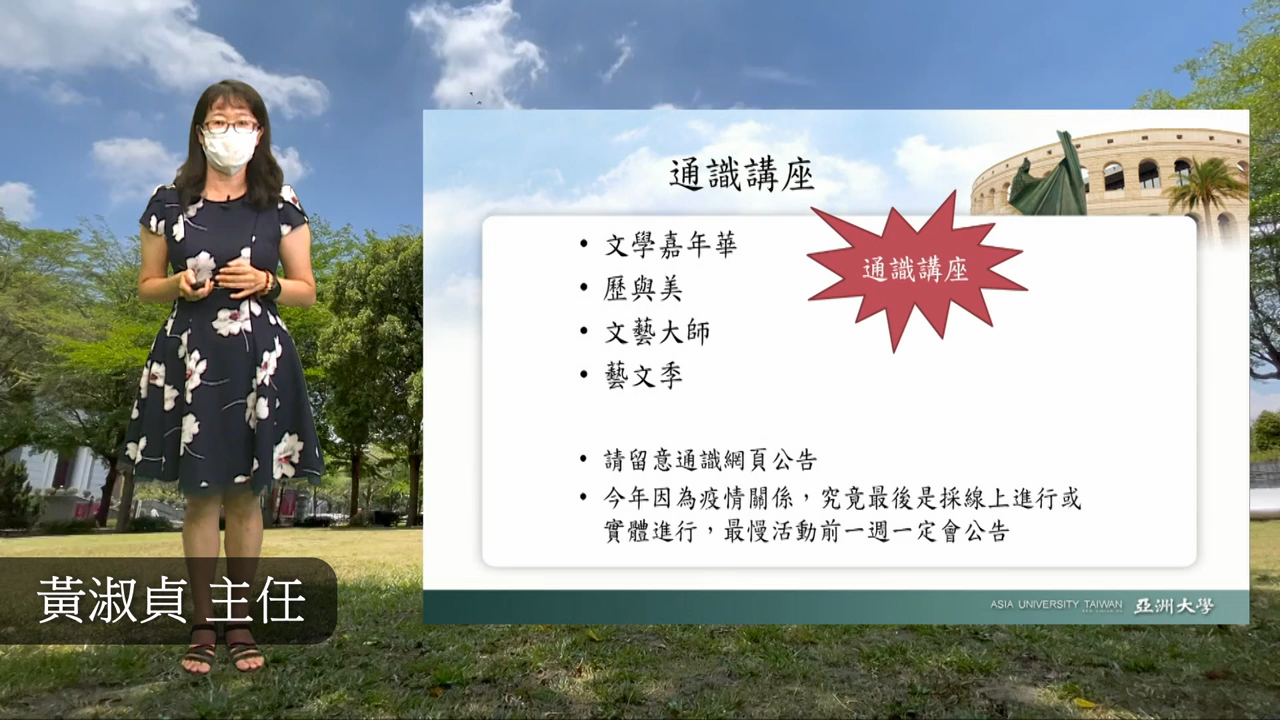 通識講座
通識講座
• 文學嘉年華
• 歷與美
• 文藝大師
• 藝文季
• 請留意通識網頁公告
• 今年因為疫情關係，究竟最後是採線上進行或
實體進行，最慢活動前一週一定會公告
黃淑貞 主任
ASIA UNIVERSITY TAIWAN 亞洲大學